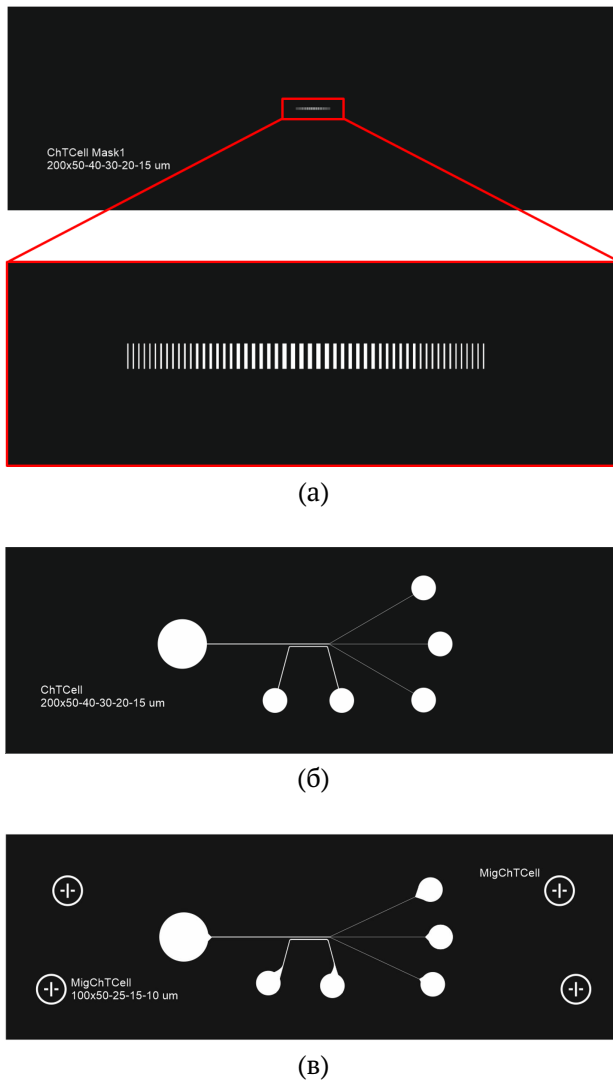 ChTCell Mask1
200x50-40-30-20-15 um
(а)
ChTCell
200x50-40-30-20-15 um
(б)
MigChTCell
MigChTCell
100x50-25-15-10 um
(в)